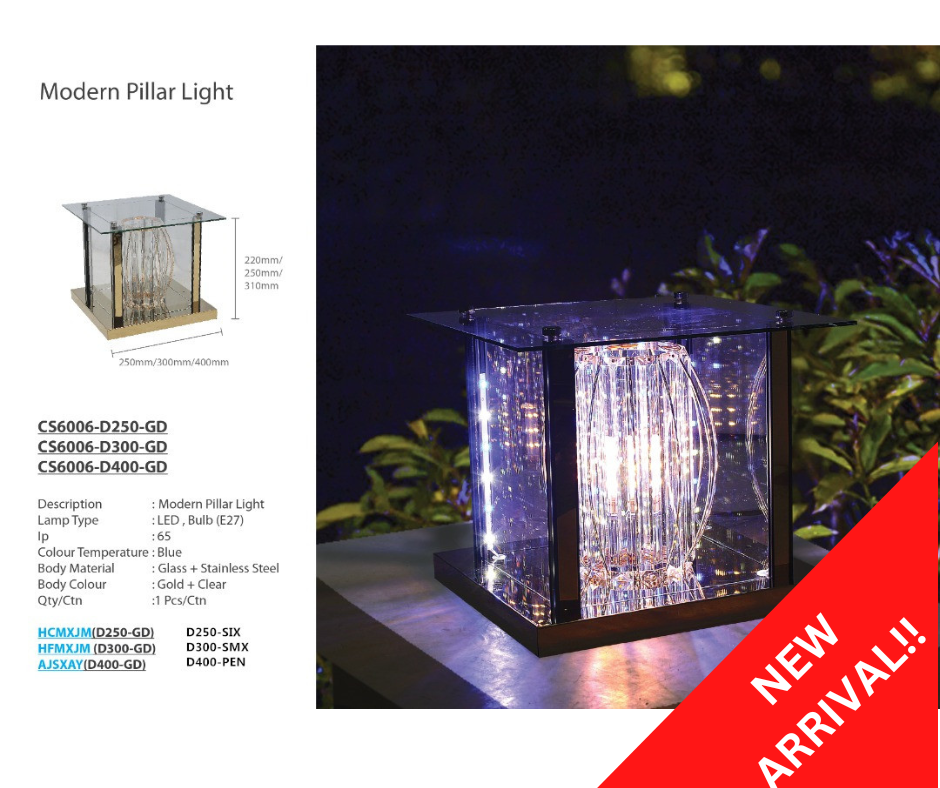 Modern Pillar Light
220mm/
250mm/
310mm
250mm/300mm/400mm
CS6006-D250-GD
CS6006-D300-GD
CS6006-D400-GD
Description : Modern Pillar Light
Lamp Type : LED , Bulb (E27)
Ip : 65
Colour Temperature : Blue
Body Material : Glass + Stainless Steel
Body Colour : Gold + Clear
Qty/Ctn :1 Pcs/Ctn
HCMXJM(D250-GD) D250-SIX
HFMXJM (D300-GD) D300-SMX
AJSXAY(D400-GD) D400-PEN
NEW
ARRIVAL!!